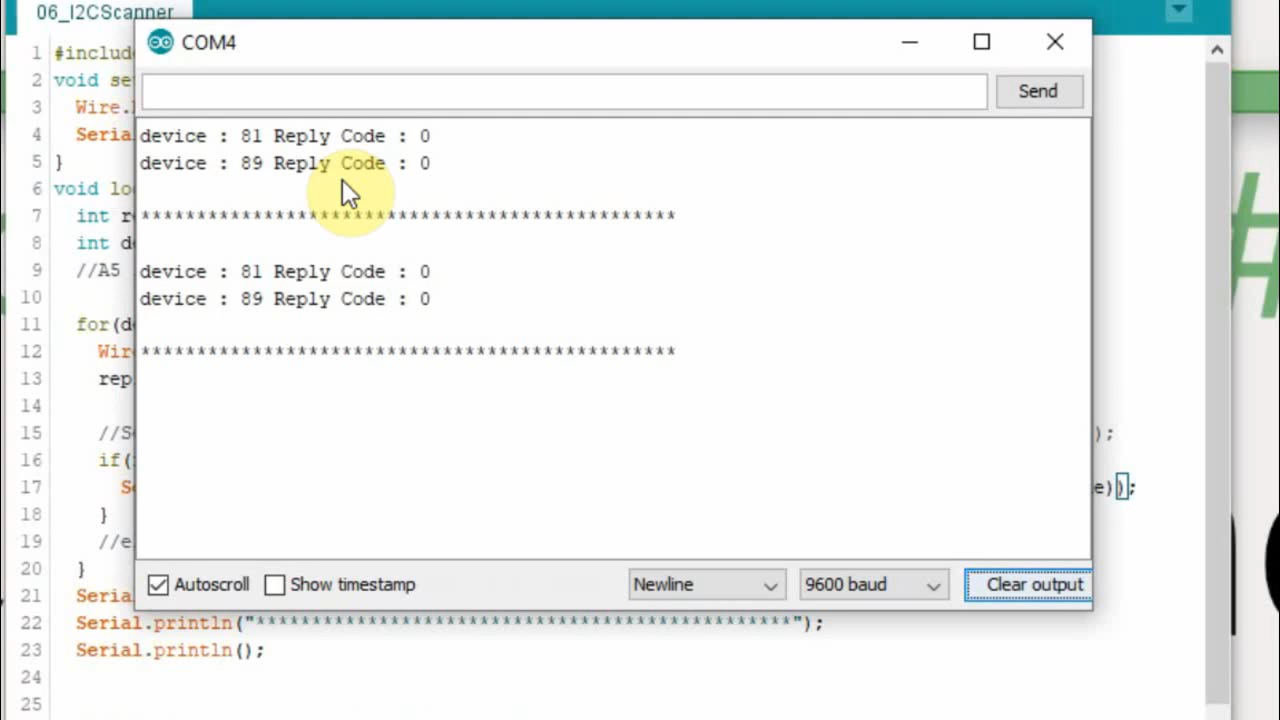 06_I2CScanner
COM4
Send
device : 81 Reply Code : 0
device : 89 Reply Code : 0
************************************************
device : 81 Reply Code : 0
device : 89 Reply Code : 0
************************************************
Autoscroll Show timestamp Newline 9600 baud Clear output
1 #include
2 void se
3 Wire.
4 Seria
5 }
6 void lo
7 int r
8 int d
9 //A5
10
11 for(d
12 Wir
13 rep
14
15 //S );
16 if(
17 S e));
18 }
19 //e
20 }
21 Seria
22 Serial.println("************************************************");
23 Serial.println();
24
25
#